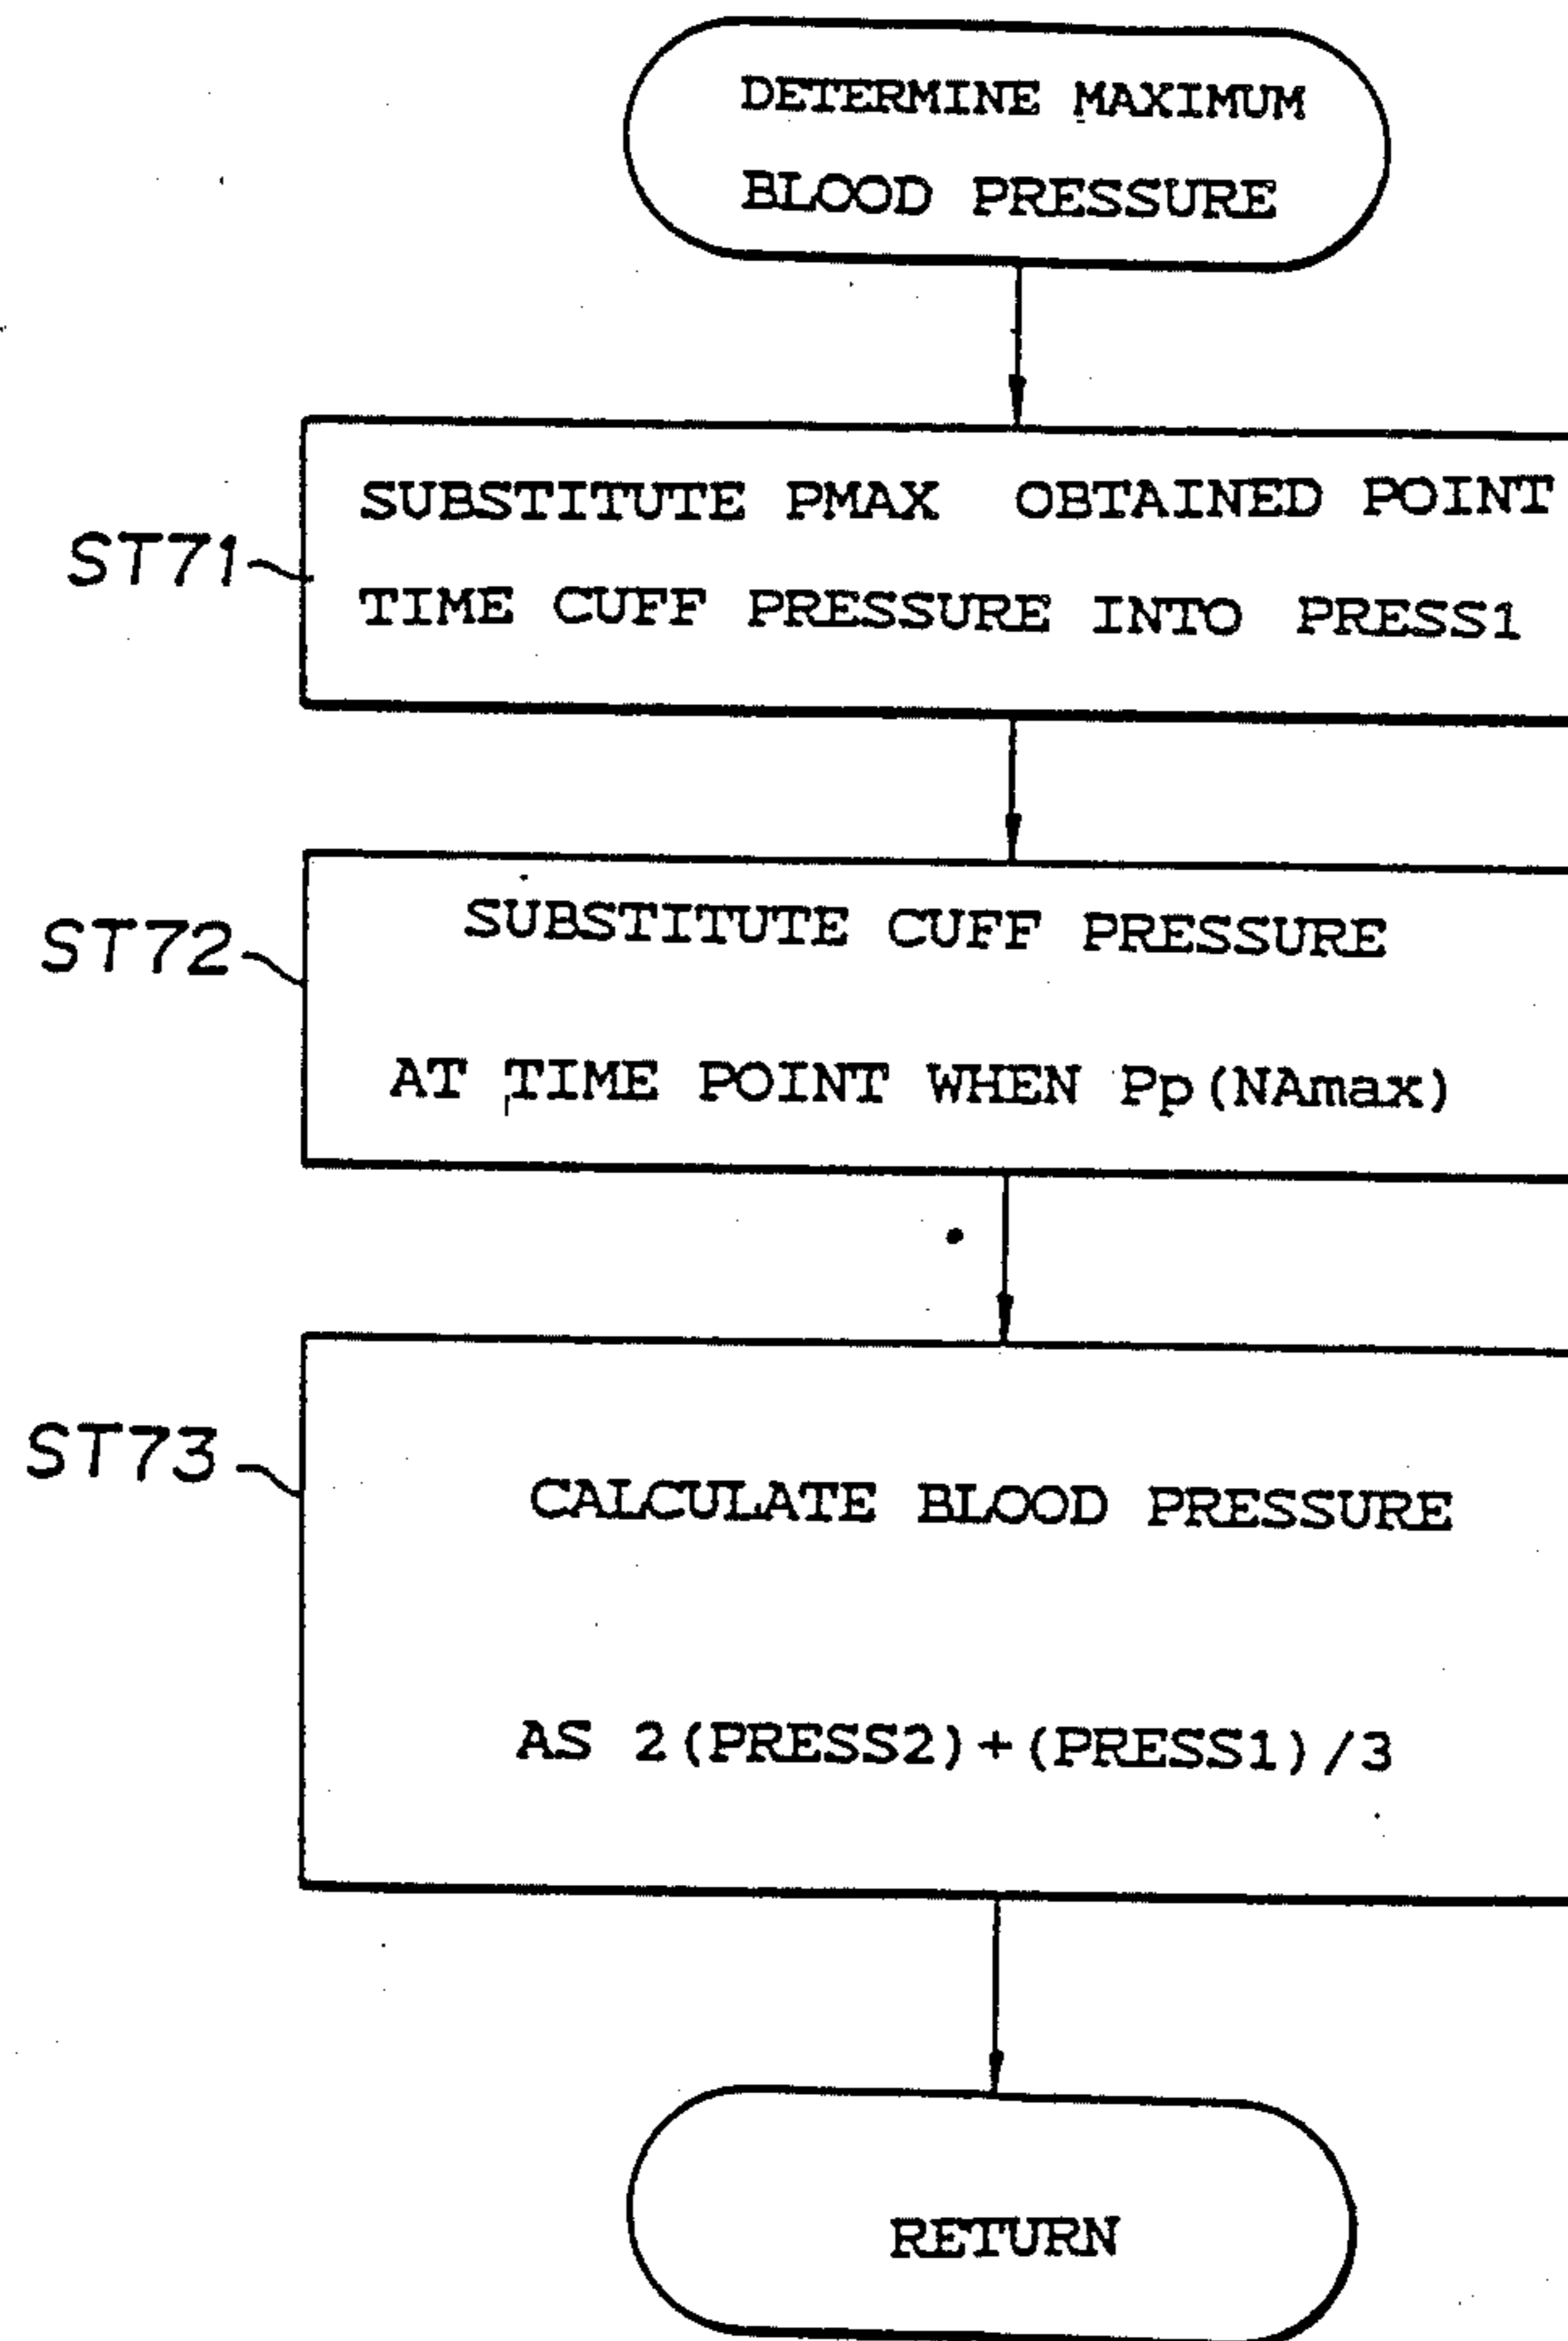 DETERMINE MAXIMUM
BLOOD PRESSURE
ST71
SUBSTITUTE PMAX OBTAINED POINT
TIME CUFF PRESSURE INTO PRESS1
ST72
SUBSTITUTE CUFF PRESSURE
AT TIME POINT WHEN Pp(NAmax)
ST73
CALCULATE BLOOD PRESSURE
AS 2(PRESS2)+(PRESS1)/3
RETURN